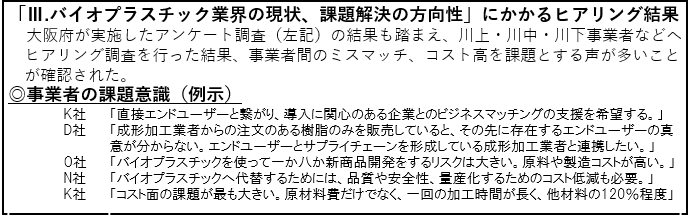 「Ⅲ.バイオプラスチック業界の現状、課題解決の方向性」にかかるヒアリング結果
大阪府が実施したアンケート調査（左記）の結果も踏まえ、川上・川中・川下事業者などへ
ヒアリング調査を行った結果、事業者間のミスマッチ、コスト高を課題とする声が多いこと
が確認された。
◎事業者の課題意識（例示）
K社 「直接エンドユーザーと繋がり、導入に関心のある企業とのビジネスマッチングの支援を希望する。」
D社 「成形加工業者からの注文のある樹脂のみを販売していると、その先に存在するエンドユーザーの真
意が分からない。エンドユーザーとサプライチェーンを形成している成形加工業者と連携したい。」
O社 「バイオプラスチックを使って一か八か新商品開発をするリスクは大きい。原料や製造コストが高い。」
N社 「バイオプラスチックへ代替するためには、品質や安全性、量産化するためのコスト低減も必要。」
K社 「コスト面の課題が最も大きい。原材料費だけでなく、一回の加工時間が長く、他材料の120％程度」